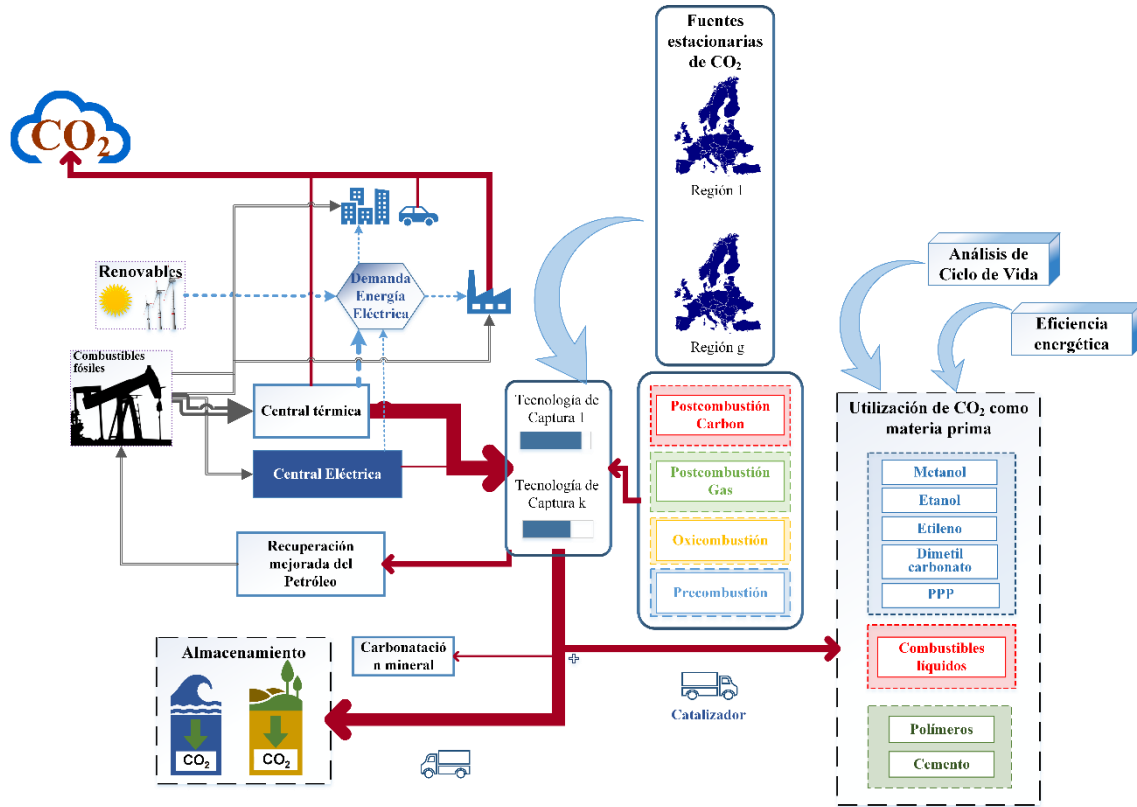 Fuentes
estacionarias
de CO₂
Región 1
Región g
CO₂
Renovables
Combustibles
fósiles
Demanda
Energía
Eléctrica
Central térmica
Central Eléctrica
Recuperación
mejorada del
Petróleo
Tecnología de
Captura 1
Tecnología de
Captura k
Postcombustión
Carbon
Postcombustión
Gas
Oxicombustión
Precombustión
Análisis de
Ciclo de Vida
Eficiencia
energética
Utilización de CO₂ como
materia prima
Metanol
Etanol
Etileno
Dimetil
carbonato
PPP
Combustibles
líquidos
Polímeros
Cemento
Almacenamiento
CO₂
CO₂
Carbonatació
n mineral
Catalizador